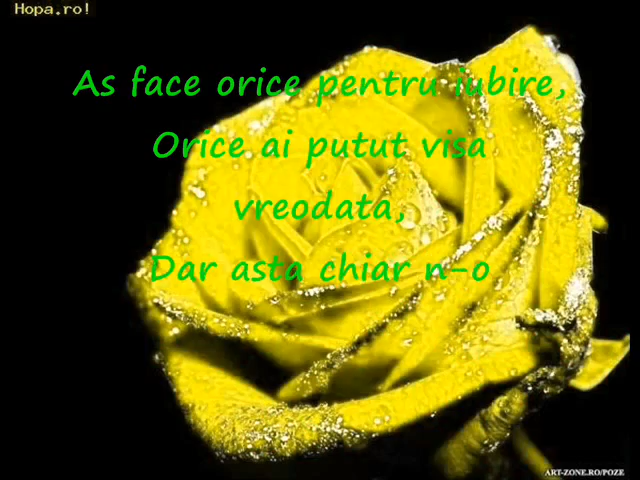 Hopa.ro!
As face orice pentru iubire,
Orice ai putut visa
vreodata,
Dar asta chiar n-o
ART-ZONE.RO/POZE